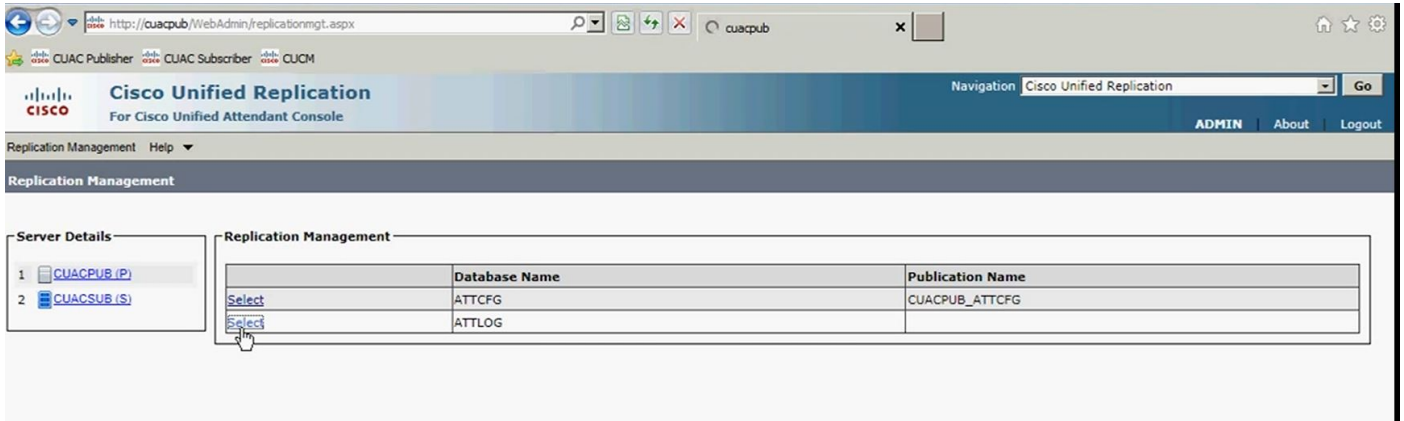 http://cuacpub/WebAdmin/replicationmgt.aspx
cuacpub
CUAC Publisher CUAC Subscriber CUCM
CISCO
Cisco Unified Replication
For Cisco Unified Attendant Console
Navigation Cisco Unified Replication Go
ADMIN | About | Logout
Replication Management Help
Replication Management
Server Details
1 CUACPUB (P)
2 CUACSUB (S)
Replication Management
Database Name Publication Name
Select ATTCFG CUACPUB_ATTCFG
Select ATTLOG